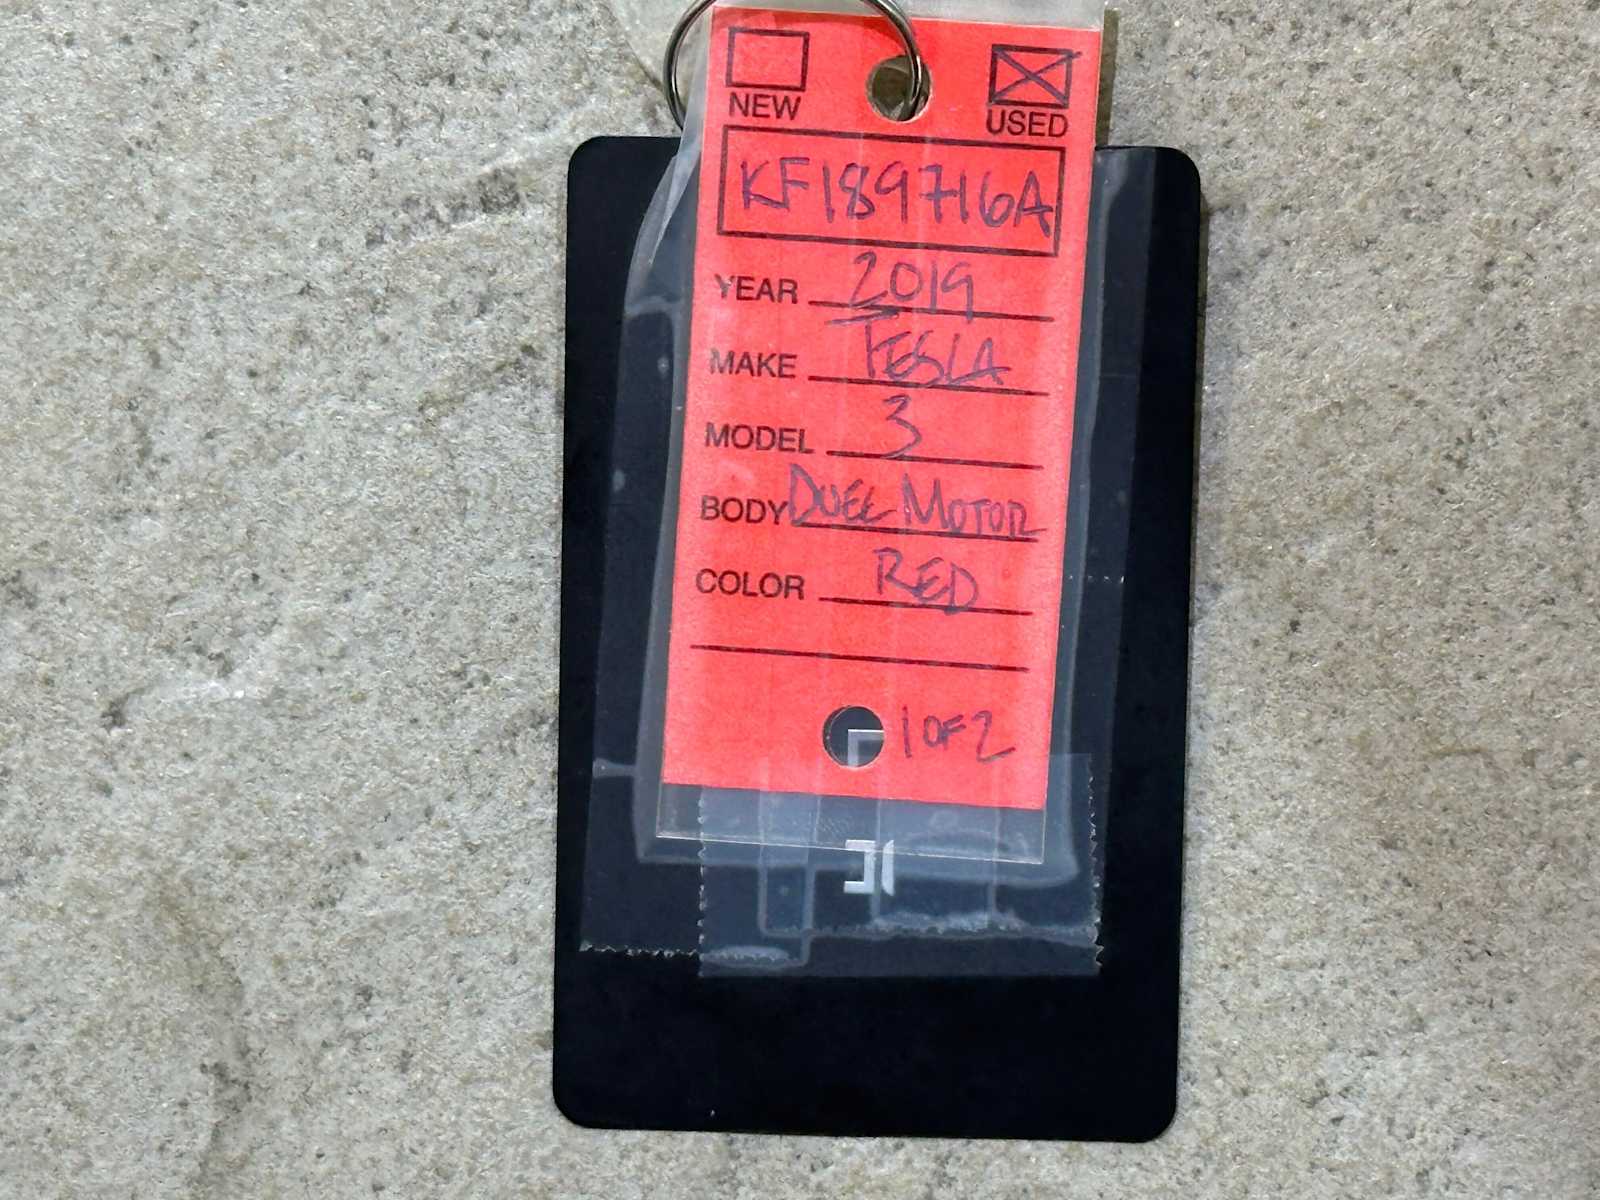 NEW USED
KF189716A
YEAR 2019
MAKE TESLA
MODEL 3
BODY DUEL MOTOR
COLOR RED
1 OF 2